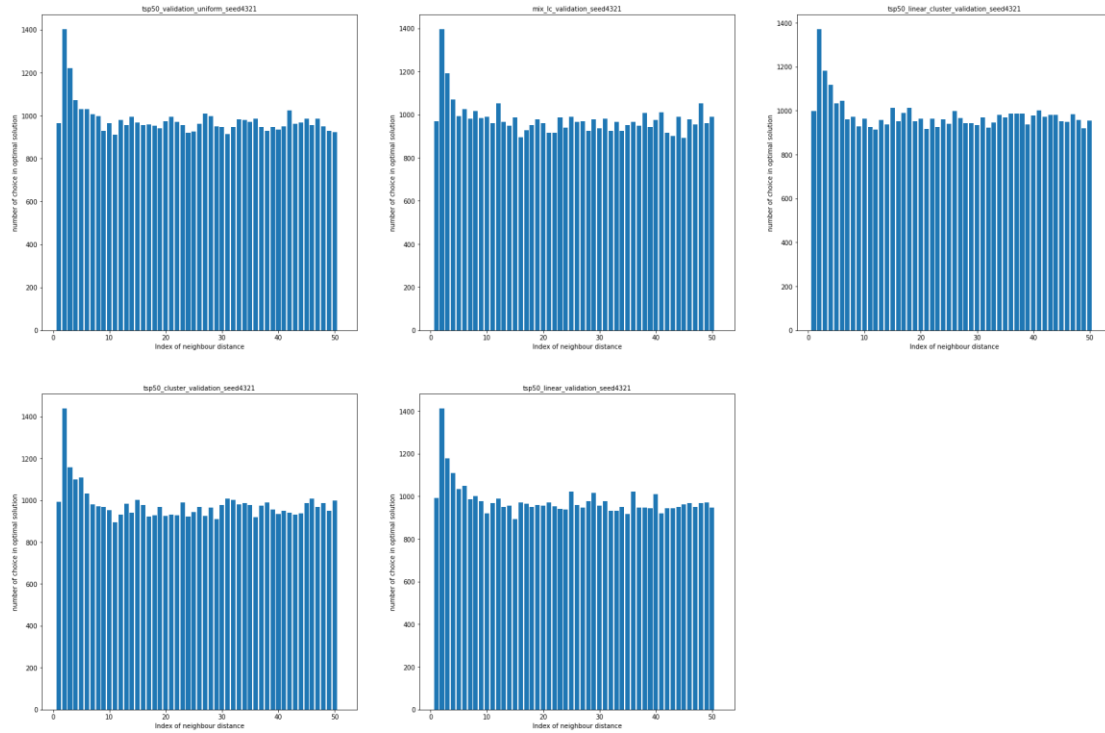 tsp50_validation_uniform_seed4321
number of choice in optimal solution
1400
1200
1000
800
600
400
200
0
0 10 20 30 40 50
Index of neighbour distance
mix_lc_validation_seed4321
number of choice in optimal solution
1400
1200
1000
800
600
400
200
0
0 10 20 30 40 50
Index of neighbour distance
tsp50_linear_cluster_validation_seed4321
number of choice in optimal solution
1400
1200
1000
800
600
400
200
0
0 10 20 30 40 50
Index of neighbour distance
tsp50_cluster_validation_seed4321
number of choice in optimal solution
1400
1200
1000
800
600
400
200
0
0 10 20 30 40 50
Index of neighbour distance
tsp50_linear_validation_seed4321
number of choice in optimal solution
1400
1200
1000
800
600
400
200
0
0 10 20 30 40 50
Index of neighbour distance